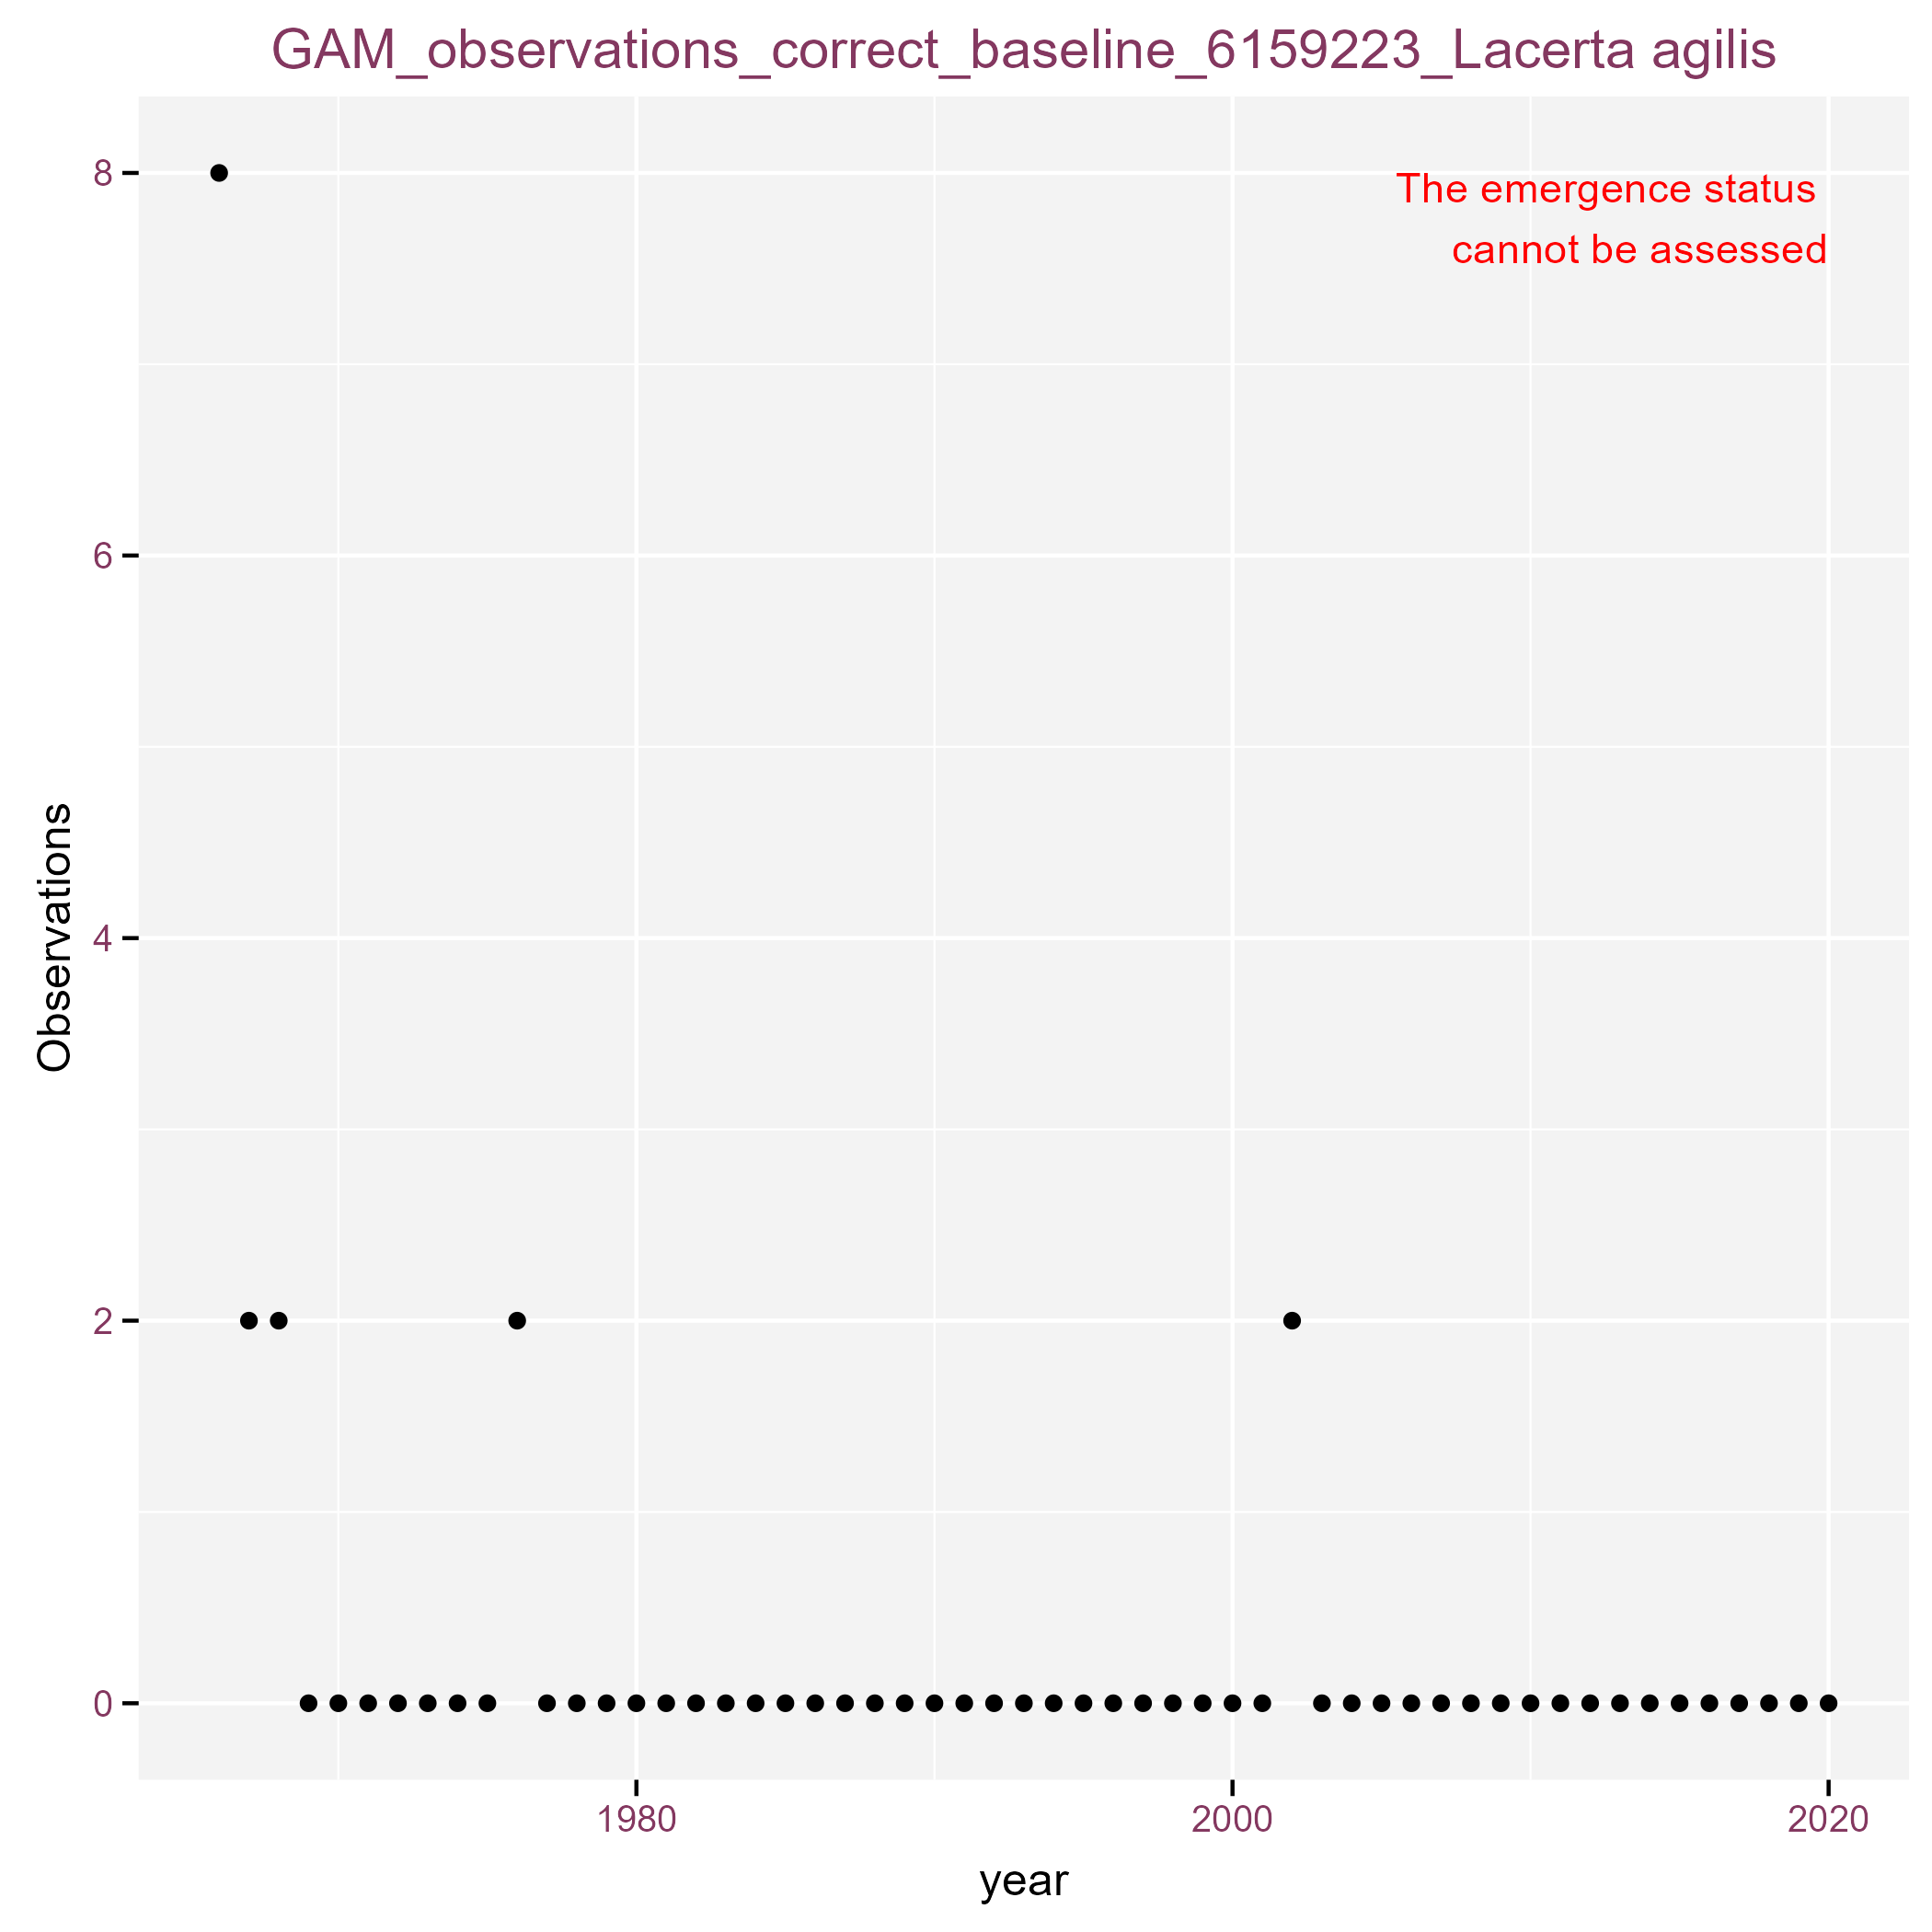 GAM_observations_correct_baseline_6159223_Lacerta agilis
The emergence status
cannot be assessed
8
6
4
2
0
Observations
1980
2000
2020
year